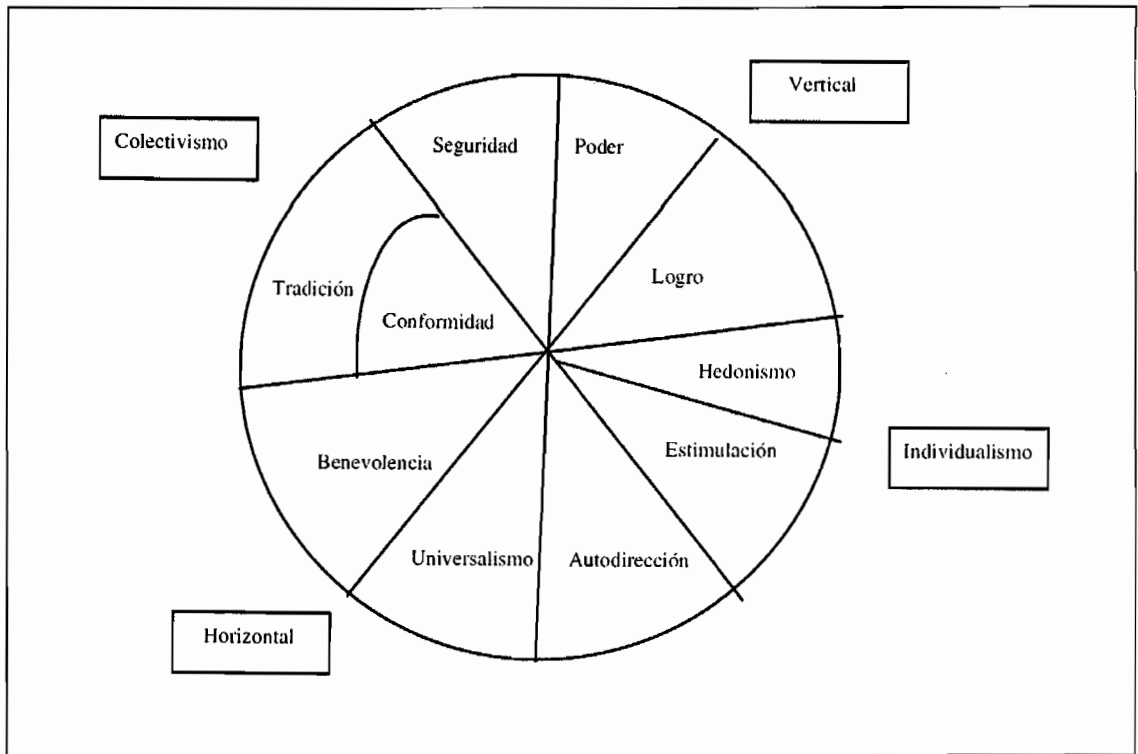 Vertical
Colectivismo
Seguridad
Poder
Logro
Tradición
Conformidad
Hedonismo
Estimulación
Individualismo
Benevolencia
Universalismo
Autodirección
Horizontal